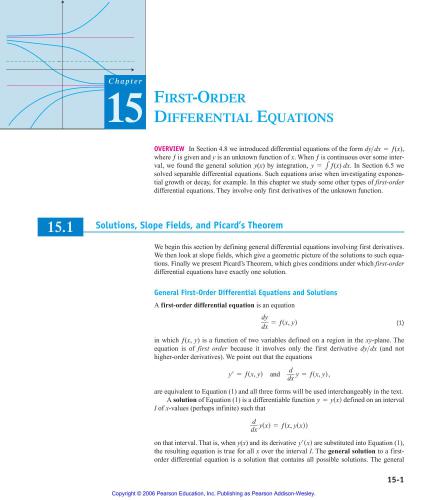 Chapter
15
FIRST-ORDER
DIFFERENTIAL EQUATIONS
OVERVIEW In Section 4.8 we introduced differential equations of the form dy/dx = f(x),
where f is given and y is an unknown function of x. When f is continuous over some inter-
val, we found the general solution y(x) by integration, y = ∫ f(x) dx. In Section 6.5 we
solved separable differential equations. Such equations arise when investigating exponen-
tial growth or decay, for example. In this chapter we study some other types of first-order
differential equations. They involve only first derivatives of the unknown function.
15.1
Solutions, Slope Fields, and Picard's Theorem
We begin this section by defining general differential equations involving first derivatives.
We then look at slope fields, which give a geometric picture of the solutions to such equa-
tions. Finally we present Picard's Theorem, which gives conditions under which first-order
differential equations have exactly one solution.
General First-Order Differential Equations and Solutions
A first-order differential equation is an equation
dy/dx = f(x, y) (1)
in which f(x, y) is a function of two variables defined on a region in the xy-plane. The
equation is of first order because it involves only the first derivative dy/dx (and not
higher-order derivatives). We point out that the equations
y′ = f(x, y) and d/dx y = f(x, y),
are equivalent to Equation (1) and all three forms will be used interchangeably in the text.
A solution of Equation (1) is a differentiable function y = y(x) defined on an interval
I of x-values (perhaps infinite) such that
d/dx y(x) = f(x, y(x))
on that interval. That is, when y(x) and its derivative y′(x) are substituted into Equation (1),
the resulting equation is true for all x over the interval I. The general solution to a first-
order differential equation is a solution that contains all possible solutions. The general
15-1
Copyright © 2006 Pearson Education, Inc. Publishing as Pearson Addison-Wesley.